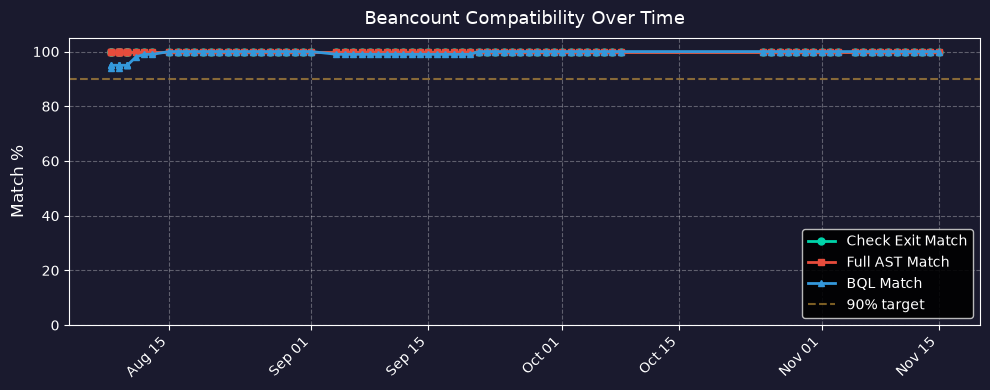 Beancount Compatibility Over Time
Match %
100
80
60
40
20
0
Check Exit Match
Full AST Match
BQL Match
90% target
Aug 15
Sep 01
Sep 15
Oct 01
Oct 15
Nov 01
Nov 15